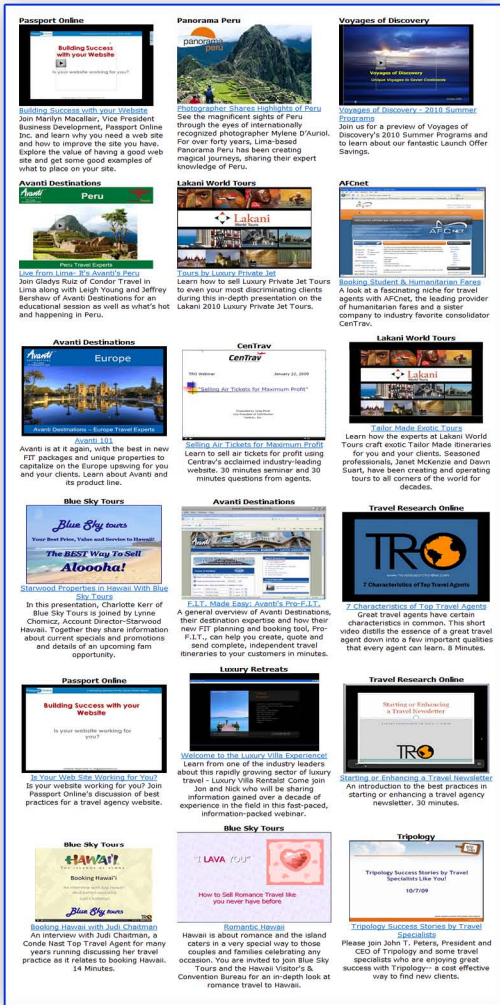 Passport Online
Building Success
with your Website
Is your website working for you?
Building Success with your Website
Join Marilyn Macallair, Vice President
Business Development, Passport Online
Inc. and learn why you need a web site
and how to improve the site you have.
Explore the value of having a good web
site and get some good examples of
what to place on your site.
Panorama Peru
panorama
peru
Photographer Shares Highlights of Peru
See the magnificent sights of Peru
through the eyes of internationally
recognized photographer Mylene D'Auriol.
For over forty years, Lima-based
Panorama Peru has been creating
magical journeys, sharing their expert
knowledge of Peru.
Voyages of Discovery
Voyages of Discovery
Unique Voyages to Seven Continents
Voyages of Discovery - 2010 Summer
Programs
Join us for a preview of Voyages of
Discovery's 2010 Summer Programs and
to learn about our fantastic Launch Offer
Savings.
Avanti Destinations
Avanti
Peru
Peru Travel Experts
Live from Lima- It's Avanti's Peru
Join Gladys Ruiz of Condor Travel in
Lima along with Leigh Young and Jeffrey
Bershaw of Avanti Destinations for an
educational session as well as what's hot
and happening in Peru.
Lakani World Tours
Lakani
World Tours
Tours by Luxury Private Jet
Learn how to sell Luxury Private Jet Tours
to even your most discriminating clients
during this in-depth presentation on the
Lakani 2010 Luxury Private Jet Tours.
AFCnet
AFC NET
Booking Student & Humanitarian Fares
A look at a fascinating niche for travel
agents with AFCnet, the leading provider
of humanitarian fares and a sister
company to industry favorite consolidator
CenTrav.
Avanti Destinations
Avanti
Europe
Avanti Destinations – Europe Travel Experts
Avanti 101
Avanti is at it again, with the best in new
FIT packages and unique properties to
capitalize on the Europe upswing for you
and your clients. Learn about Avanti and
its product line.
CenTrav
CenTrav
TRO Webinar
January 22, 2009
"Selling Air Tickets for Maximum Profit"
Selling Air Tickets for Maximum Profit
Learn to sell air tickets for profit using
Centrav's acclaimed industry-leading
website. 30 minutes seminar and 30
minutes questions from agents.
Lakani World Tours
Lakani
World Tours
Tailor Made Exotic Tours
Learn how the experts at Lakani World
Tours craft exotic Tailor Made itineraries
for you and your clients. Seasoned
professionals, Janet McKenzie and Dawn
Suart, have been creating and operating
tours to all corners of the world for
decades.
Blue Sky Tours
Blue Sky tours
Your Best Price, Value and Service to Hawaii!
The BEST Way To Sell
Aloooha!
Starwood Properties in Hawaii With Blue
Sky Tours
In this presentation, Charlotte Kerr of
Blue Sky Tours is joined by Lynne
Chomicz, Account Director-Starwood
Hawaii. Together they share information
about current specials and promotions
and details of an upcoming fam
opportunity.
Avanti Destinations
F.I.T. Made Easy: Avanti's Pro-F.I.T.
A general overview of Avanti Destinations,
their destination expertise and how their
new FIT planning and booking tool, Pro-
F.I.T., can help you create, quote and
send complete, independent travel
itineraries to your customers in minutes.
Travel Research Online
TRO
7 Characteristics of Top Travel Agents
7 Characteristics of Top Travel Agents
Great travel agents have certain
characteristics in common. This short
video distills the essence of a great travel
agent down into a few important qualities
that every agent can learn. 8 Minutes.
Passport Online
Building Success with your
Website
Is your website working for
you?
Is Your Web Site Working for You?
Is your website working for you? Join
Passport Online's discussion of best
practices for a travel agency website.
Luxury Retreats
Welcome to the Luxury Villa Experience!
Learn from one of the industry leaders
about this rapidly growing sector of luxury
travel - Luxury Villa Rentals! Come join
Jon and Nick who will be sharing
information gained over a decade of
experience in the field in this fast-paced,
information-packed webinar.
Travel Research Online
Starting or Enhancing
a Travel Newsletter
TRO
Starting or Enhancing a Travel Newsletter
An introduction to the best practices in
starting or enhancing a travel agency
newsletter. 30 minutes.
Blue Sky Tours
HAWAI'I
THE ISLANDS OF ALOHA
Booking Hawai'i
Blue Sky tours
Booking Hawaii with Judi Chaitman
An interview with Judi Chaitman, a
Conde Nast Top Travel Agent for many
years running discussing her travel
practice as it relates to booking Hawaii.
14 Minutes.
Blue Sky Tours
"I LAVA YOU"
How to Sell Romance Travel like
you never have before
Romantic Hawaii
Hawaii is about romance and the island
caters in a very special way to those
couples and families celebrating any
occasion. You are invited to join Blue Sky
Tours and the Hawaii Visitor's &
Convention Bureau for an in-depth look at
romance travel to Hawaii.
Tripology
Tripology Success Stories by Travel
Specialists Like You!
10/7/09
Tripology Success Stories by Travel
Specialists
Please join John T. Peters, President and
CEO of Tripology and some travel
specialists who are enjoying great
success with Tripology-- a cost effective
way to find new clients.